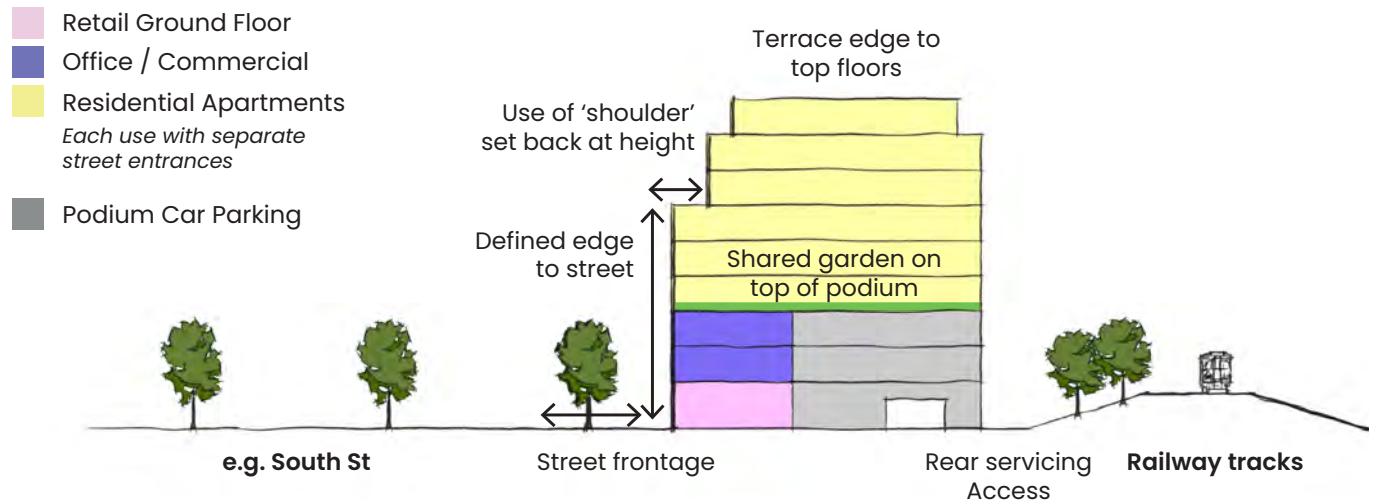 Retail Ground Floor
Office / Commercial
Residential Apartments
Each use with separate
street entrances
Podium Car Parking
Terrace edge to
top floors
Use of ‘shoulder’
set back at height
Defined edge
to street
Shared garden on
top of podium
e.g. South St
Street frontage
Rear servicing
Access
Railway tracks